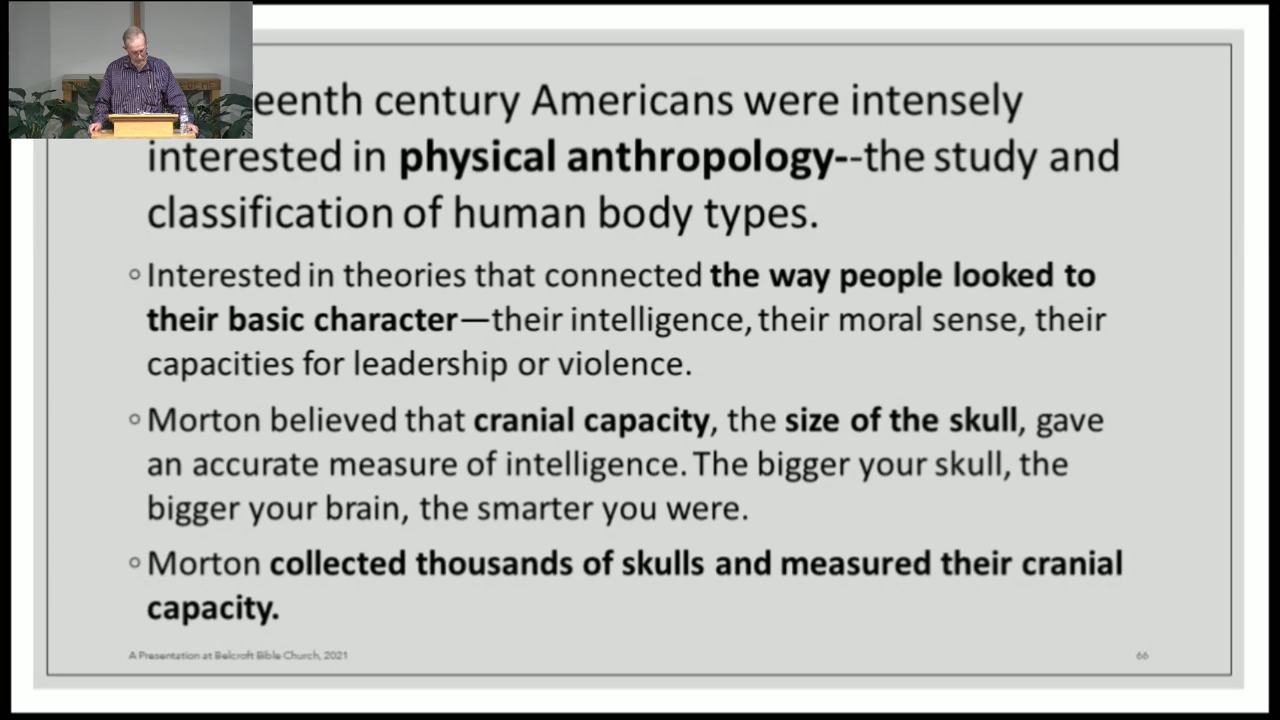 eenth century Americans were intensely
interested in physical anthropology--the study and
classification of human body types.
◦ Interested in theories that connected the way people looked to
their basic character—their intelligence, their moral sense, their
capacities for leadership or violence.
◦ Morton believed that cranial capacity, the size of the skull, gave
an accurate measure of intelligence. The bigger your skull, the
bigger your brain, the smarter you were.
◦ Morton collected thousands of skulls and measured their cranial
capacity.
A Presentation at Belcroft Bible Church, 2021
66